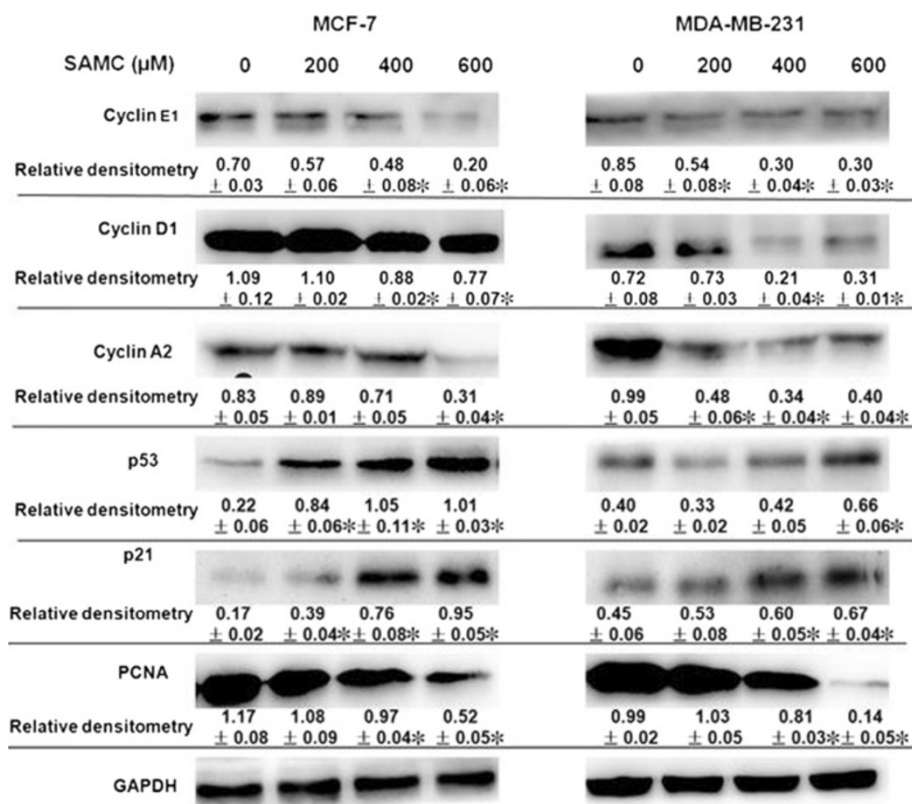 MCF-7 MDA-MB-231
SAMC (µM) 0 200 400 600 0 200 400 600
Cyclin E1
Relative densitometry 0.70 0.57 0.48 0.20 0.85 0.54 0.30 0.30
± 0.03 ± 0.06 ± 0.08* ± 0.06* ± 0.08 ± 0.08* ± 0.04* ± 0.03*
Cyclin D1
Relative densitometry 1.09 1.10 0.88 0.77 0.72 0.73 0.21 0.31
± 0.12 ± 0.02 ± 0.02* ± 0.07* ± 0.08 ± 0.03 ± 0.04* ± 0.01*
Cyclin A2
Relative densitometry 0.83 0.89 0.71 0.31 0.99 0.48 0.34 0.40
± 0.05 ± 0.01 ± 0.05 ± 0.04* ± 0.05 ± 0.06* ± 0.04* ± 0.04*
p53
Relative densitometry 0.22 0.84 1.05 1.01 0.40 0.33 0.42 0.66
± 0.06 ± 0.06* ± 0.11* ± 0.03* ± 0.02 ± 0.02 ± 0.05 ± 0.06*
p21
Relative densitometry 0.17 0.39 0.76 0.95 0.45 0.53 0.60 0.67
± 0.02 ± 0.04* ± 0.08* ± 0.05* ± 0.06 ± 0.08 ± 0.05* ± 0.04*
PCNA
Relative densitometry 1.17 1.08 0.97 0.52 0.99 1.03 0.81 0.14
± 0.08 ± 0.09 ± 0.04* ± 0.05* ± 0.02 ± 0.05 ± 0.03* ± 0.05*
GAPDH